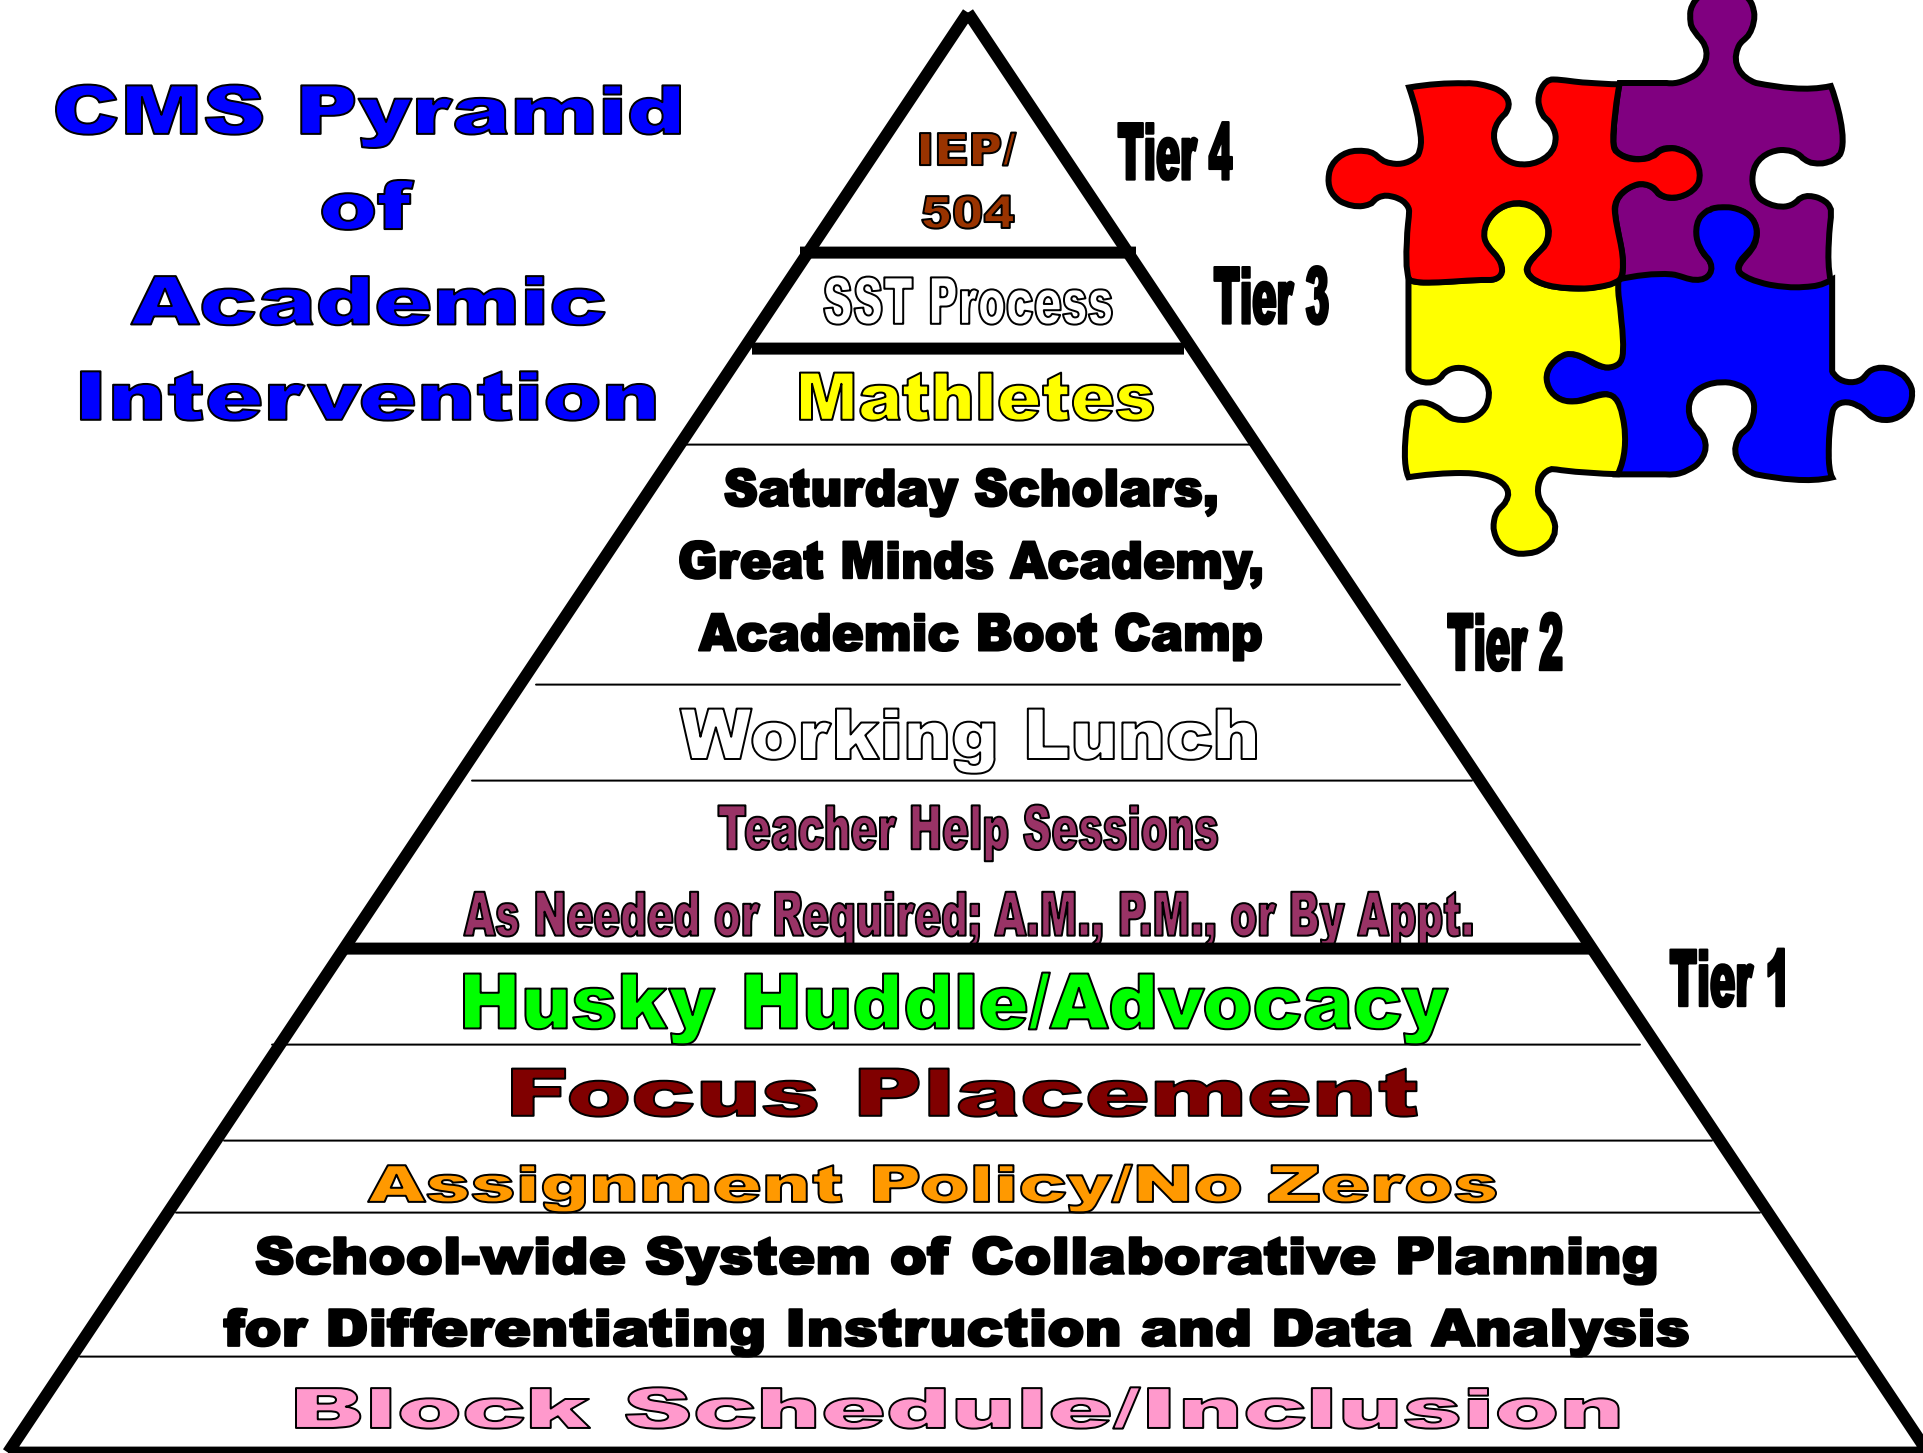 CMS Pyramid
of
Academic
Intervention
IEP/
504
Tier 4
SST Process
Tier 3
Mathletes
Saturday Scholars,
Great Minds Academy,
Academic Boot Camp
Tier 2
Working Lunch
Teacher Help Sessions
As Needed or Required; A.M., P.M., or By Appt.
Tier 1
Husky Huddle/Advocacy
Focus Placement
Assignment Policy/No Zeros
School-wide System of Collaborative Planning
for Differentiating Instruction and Data Analysis
Block Schedule/Inclusion